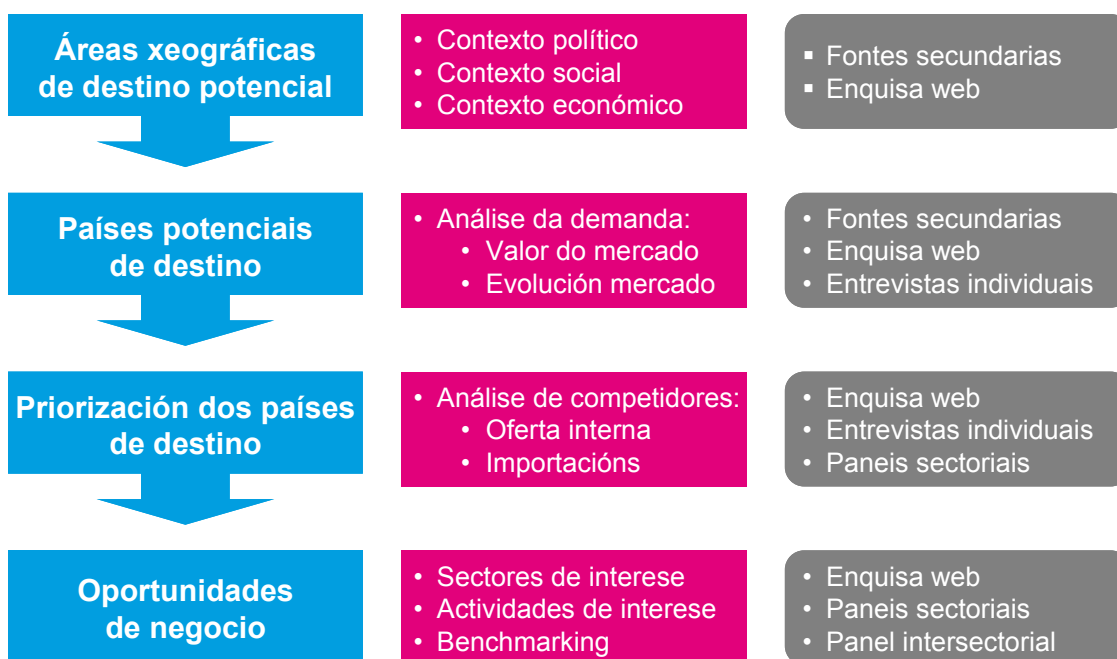 Áreas xeográficas
de destino potencial
• Contexto político
• Contexto social
• Contexto económico
▪ Fontes secundarias
▪ Enquisa web
Países potenciais
de destino
• Análise da demanda:
• Valor do mercado
• Evolución mercado
• Fontes secundarias
• Enquisa web
• Entrevistas individuais
Priorización dos países
de destino
• Análise de competidores:
• Oferta interna
• Importacións
• Enquisa web
• Entrevistas individuais
• Paneis sectoriais
Oportunidades
de negocio
• Sectores de interese
• Actividades de interese
• Benchmarking
• Enquisa web
• Paneis sectoriais
• Panel intersectorial